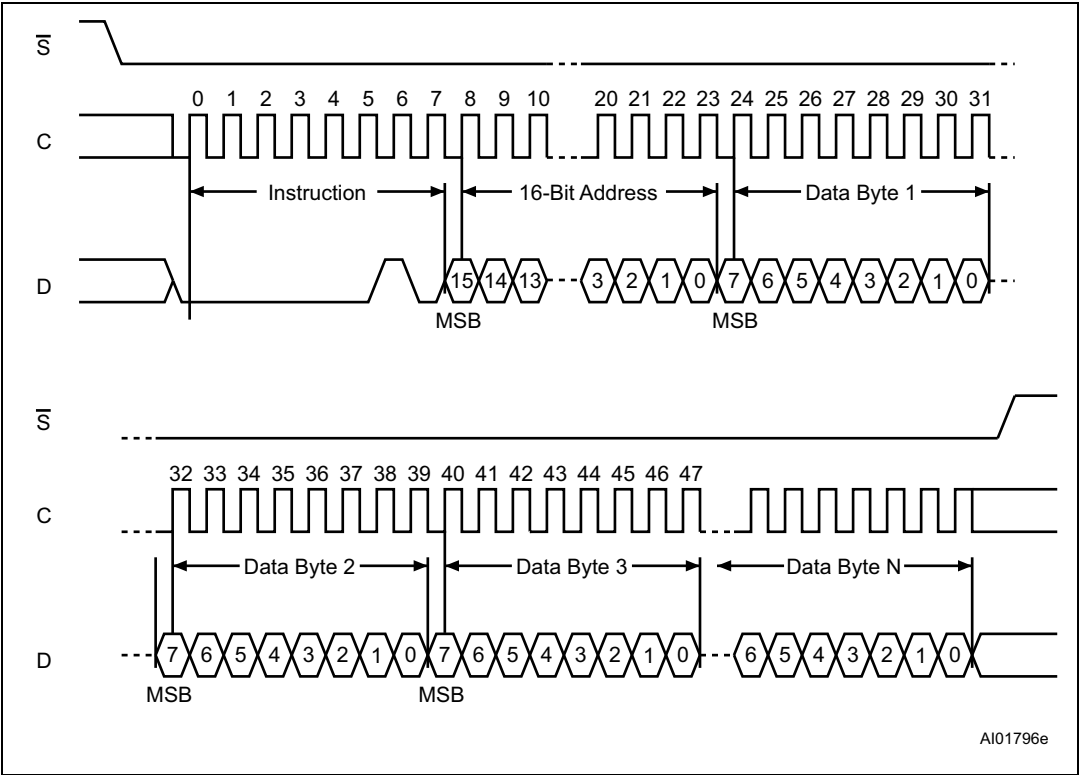 S̅
0 1 2 3 4 5 6 7 8 9 10 20 21 22 23 24 25 26 27 28 29 30 31
C
Instruction 16-Bit Address Data Byte 1
D 15 14 13 3 2 1 0 7 6 5 4 3 2 1 0
MSB MSB
S̅
32 33 34 35 36 37 38 39 40 41 42 43 44 45 46 47
C
Data Byte 2 Data Byte 3 Data Byte N
D 7 6 5 4 3 2 1 0 7 6 5 4 3 2 1 0 6 5 4 3 2 1 0
MSB MSB
AI01796e